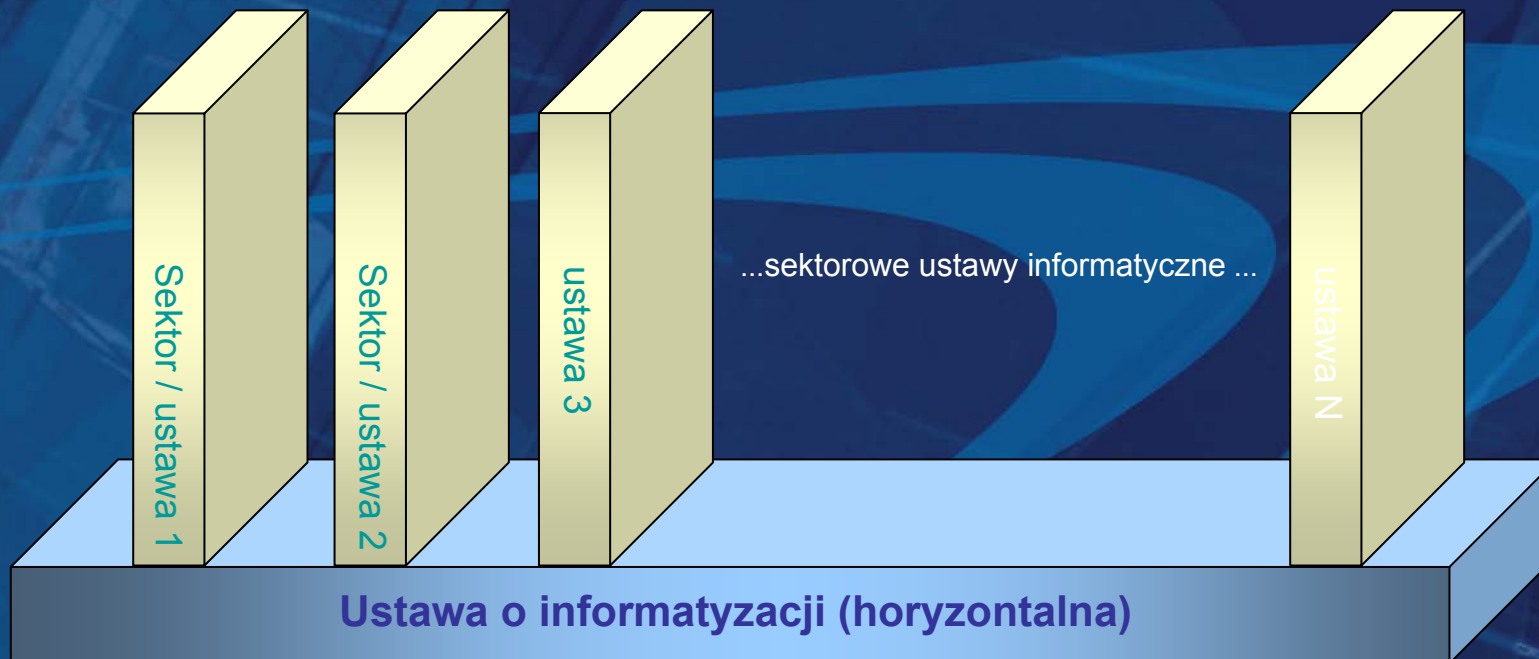 Sektor / ustawa 1
Sektor / ustawa 2
ustawa 3
...sektorowe ustawy informatyczne ...
ustawa N
Ustawa o informatyzacji (horyzontalna)